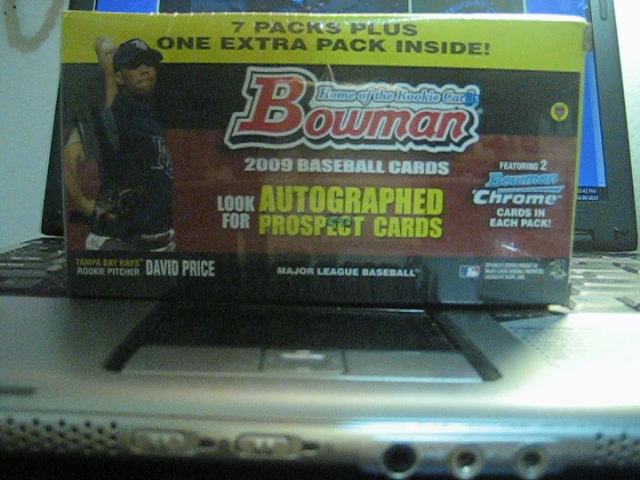 7 PACKS PLUS
ONE EXTRA PACK INSIDE!
Home of the Rookie Card
Bowman
2009 BASEBALL CARDS
LOOK FOR AUTOGRAPHED PROSPECT CARDS
FEATURING 2
Bowman
Chrome
CARDS IN
EACH PACK!
TAMPA BAY RAYS
ROOKIE PITCHER DAVID PRICE
MAJOR LEAGUE BASEBALL